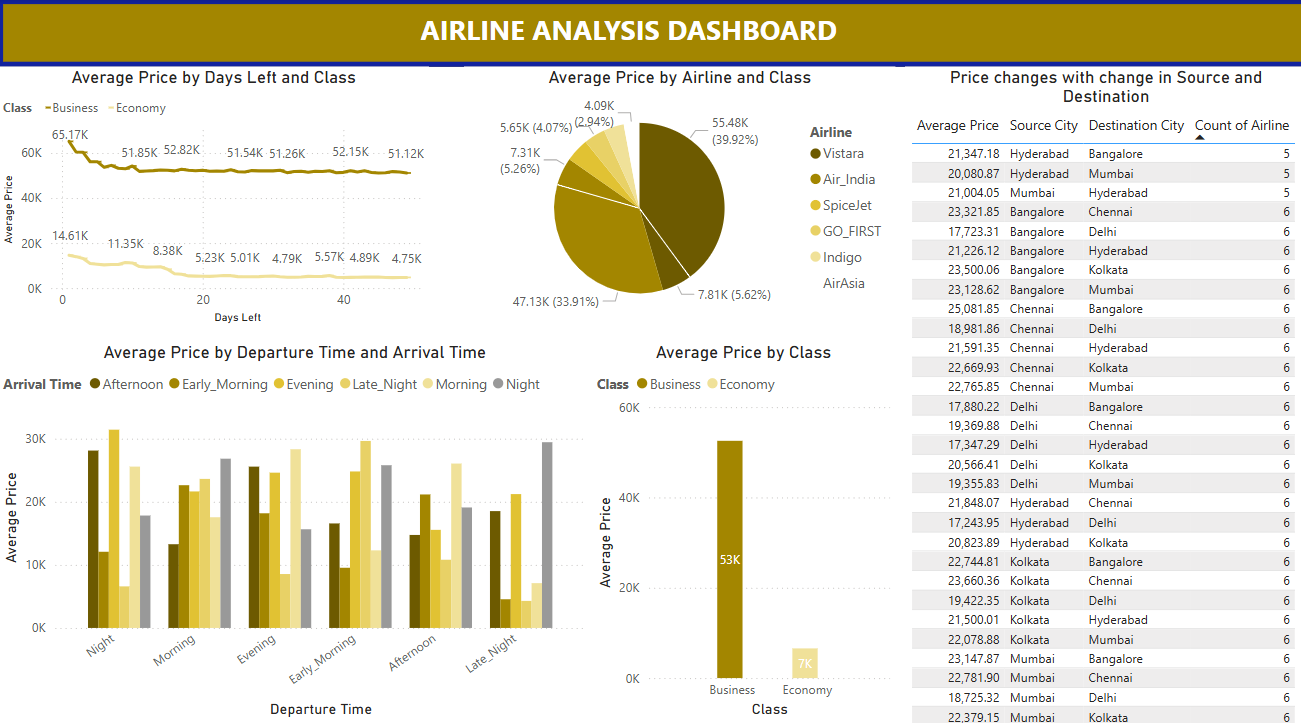 AIRLINE ANALYSIS DASHBOARD
Average Price by Days Left and Class
Class Business Economy
Average Price
60K
40K
20K
0K
65.17K
51.85K
52.82K
51.54K
51.26K
52.15K
51.12K
14.61K
11.35K
8.38K
5.23K
5.01K
4.79K
5.57K
4.89K
4.75K
0
20
40
Days Left
Average Price by Airline and Class
4.09K
(2.94%)
5.65K (4.07%)
7.31K
(5.26%)
55.48K
(39.92%)
47.13K (33.91%)
7.81K (5.62%)
Airline
Vistara
Air_India
SpiceJet
GO_FIRST
Indigo
AirAsia
Average Price by Departure Time and Arrival Time
Arrival Time Afternoon Early_Morning Evening Late_Night Morning Night
Average Price
30K
20K
10K
0K
Night
Morning
Evening
Early_Morning
Afternoon
Late_Night
Departure Time
Average Price by Class
Class Business Economy
Average Price
60K
40K
20K
0K
53K
7K
Business
Economy
Class
Price changes with change in Source and
Destination
Average Price Source City Destination City Count of Airline
21,347.18 Hyderabad Bangalore 5
20,080.87 Hyderabad Mumbai 5
21,004.05 Mumbai Hyderabad 5
23,321.85 Bangalore Chennai 6
17,723.31 Bangalore Delhi 6
21,226.12 Bangalore Hyderabad 6
23,500.06 Bangalore Kolkata 6
23,128.62 Bangalore Mumbai 6
25,081.85 Chennai Bangalore 6
18,981.86 Chennai Delhi 6
21,591.35 Chennai Hyderabad 6
22,669.93 Chennai Kolkata 6
22,765.85 Chennai Mumbai 6
17,880.22 Delhi Bangalore 6
19,369.88 Delhi Chennai 6
17,347.29 Delhi Hyderabad 6
20,566.41 Delhi Kolkata 6
19,355.83 Delhi Mumbai 6
21,848.07 Hyderabad Chennai 6
17,243.95 Hyderabad Delhi 6
20,823.89 Hyderabad Kolkata 6
22,744.81 Kolkata Bangalore 6
23,660.36 Kolkata Chennai 6
19,422.35 Kolkata Delhi 6
21,500.01 Kolkata Hyderabad 6
22,078.88 Kolkata Mumbai 6
23,147.87 Mumbai Bangalore 6
22,781.90 Mumbai Chennai 6
18,725.32 Mumbai Delhi 6
22,379.15 Mumbai Kolkata 6